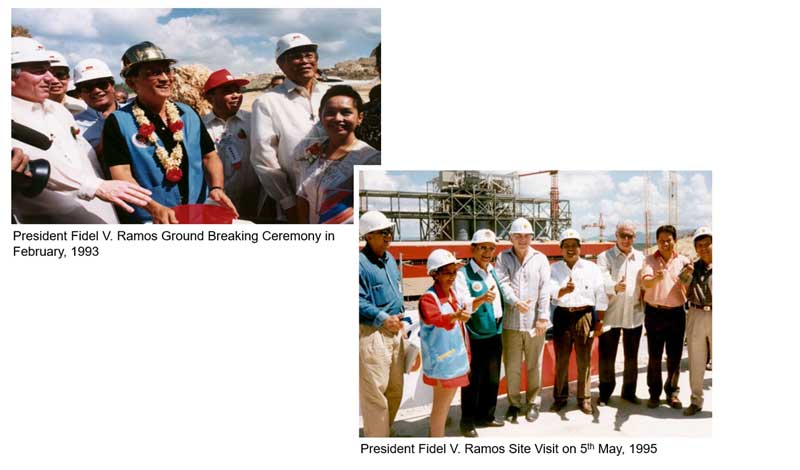 President Fidel V. Ramos Ground Breaking Ceremony in
February, 1993
President Fidel V. Ramos Site Visit on 5th May, 1995